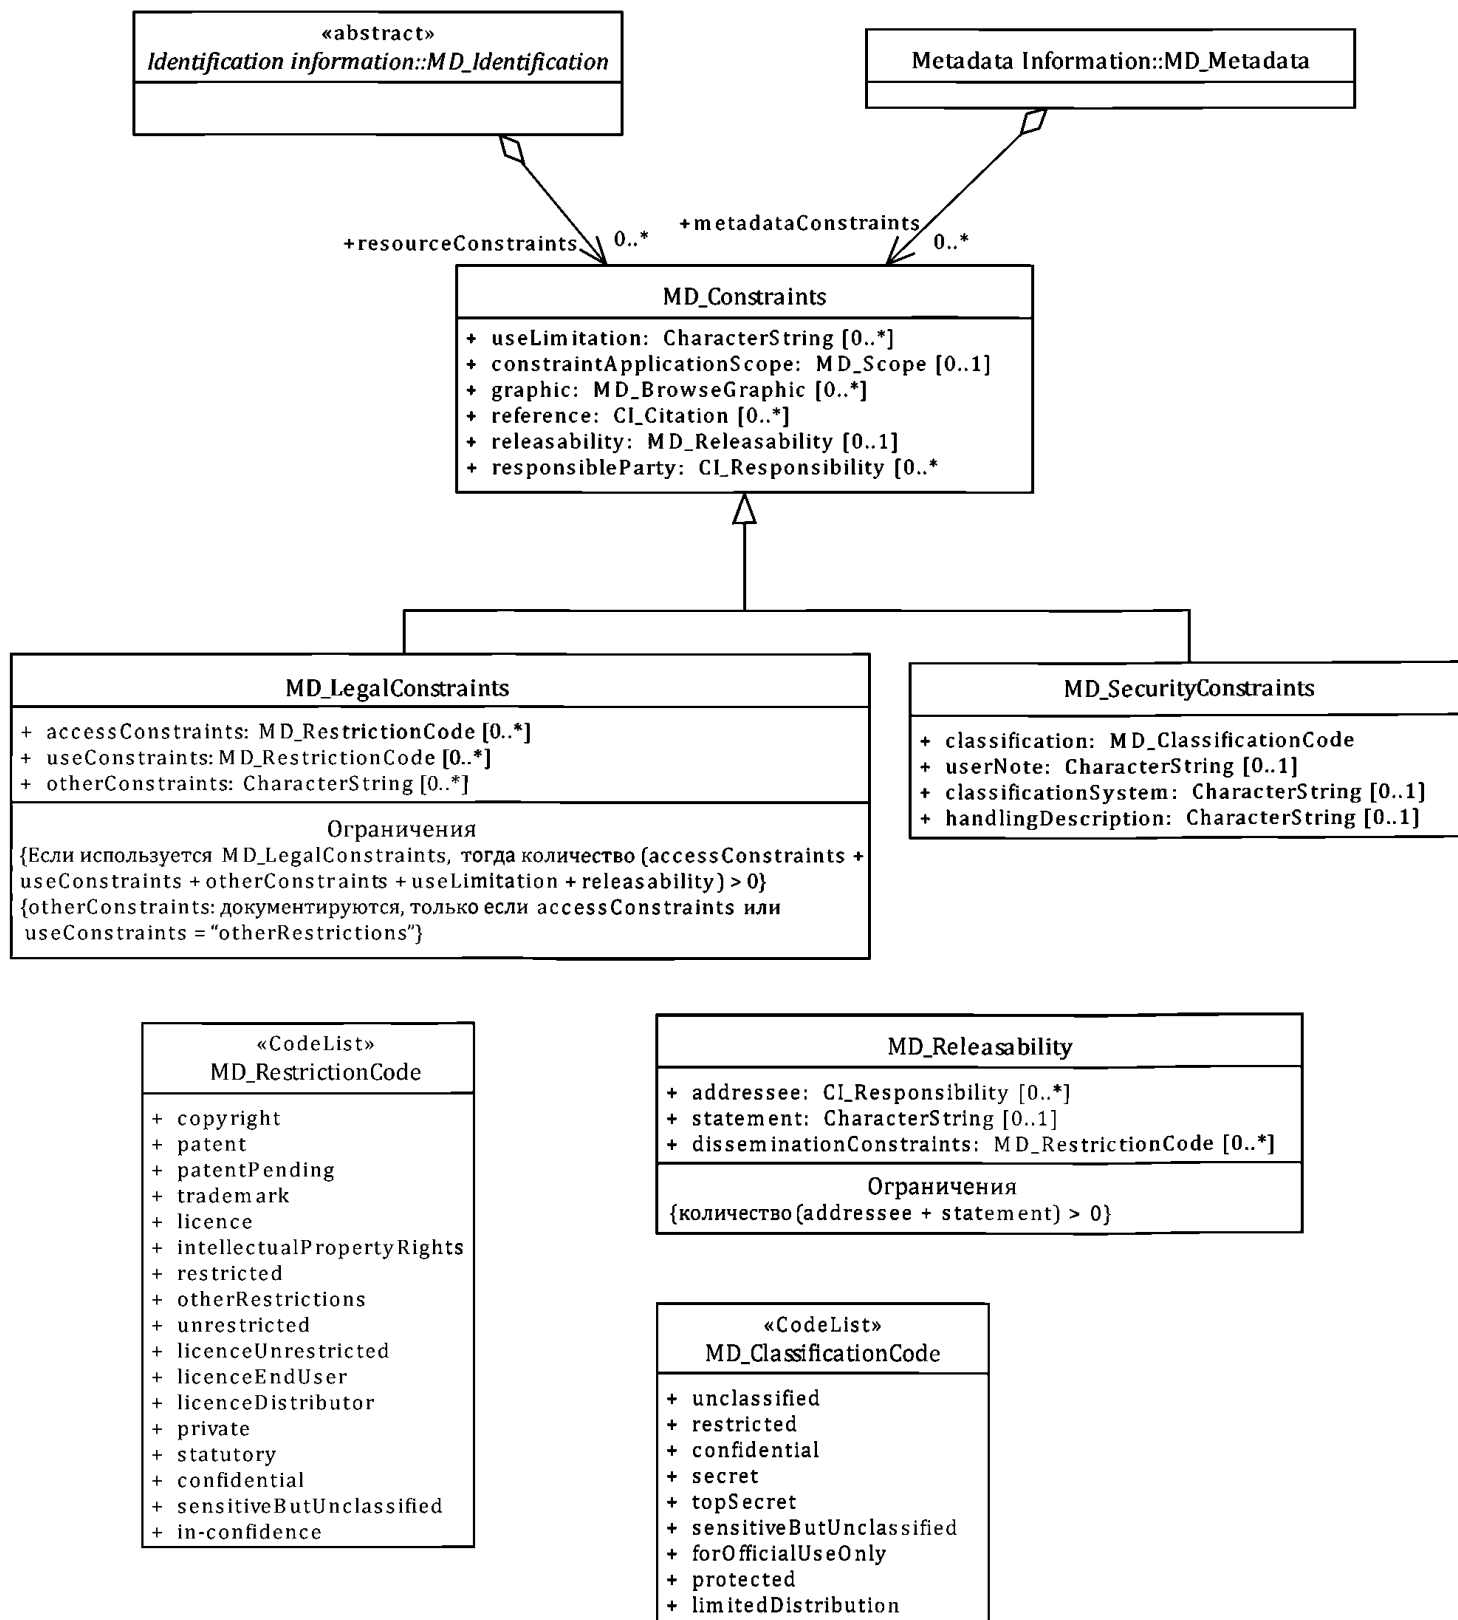 «abstract»
Identification information::MD_Identification
Metadata Information::MD_Metadata
+resourceConstraints
0..*
+metadataConstraints
0..*
MD_Constraints
+ useLimitation: CharacterString [0..*]
+ constraintApplicationScope: MD_Scope [0..1]
+ graphic: MD_BrowseGraphic [0..*]
+ reference: CI_Citation [0..*]
+ releasability: MD_Releasability [0..1]
+ responsibleParty: CI_Responsibility [0..*
MD_LegalConstraints
+ accessConstraints: MD_RestrictionCode [0..*]
+ useConstraints: MD_RestrictionCode [0..*]
+ otherConstraints: CharacterString [0..*]
Ограничения
{Если используется MD_LegalConstraints, тогда количество (accessConstraints +
useConstraints + otherConstraints + useLimitation + releasability) > 0}
{otherConstraints: документируются, только если accessConstraints или
useConstraints = “otherRestrictions”}
MD_SecurityConstraints
+ classification: MD_ClassificationCode
+ userNote: CharacterString [0..1]
+ classificationSystem: CharacterString [0..1]
+ handlingDescription: CharacterString [0..1]
«CodeList»
MD_RestrictionCode
+ copyright
+ patent
+ patentPending
+ trademark
+ licence
+ intellectualPropertyRights
+ restricted
+ otherRestrictions
+ unrestricted
+ licenceUnrestricted
+ licenceEndUser
+ licenceDistributor
+ private
+ statutory
+ confidential
+ sensitiveButUnclassified
+ in-confidence
MD_Releasability
+ addressee: CI_Responsibility [0..*]
+ statement: CharacterString [0..1]
+ disseminationConstraints: MD_RestrictionCode [0..*]
Ограничения
{количество (addressee + statement) > 0}
«CodeList»
MD_ClassificationCode
+ unclassified
+ restricted
+ confidential
+ secret
+ topSecret
+ sensitiveButUnclassified
+ forOfficialUseOnly
+ protected
+ limitedDistribution